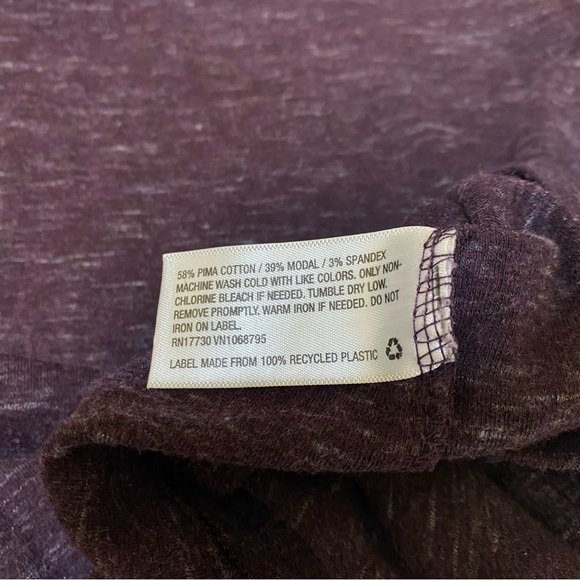 58% PIMA COTTON / 39% MODAL / 3% SPANDEX
MACHINE WASH COLD WITH LIKE COLORS. ONLY NON-
CHLORINE BLEACH IF NEEDED. TUMBLE DRY LOW.
REMOVE PROMPTLY. WARM IRON IF NEEDED. DO NOT
IRON ON LABEL.
RN17730 VN1068795
LABEL MADE FROM 100% RECYCLED PLASTIC